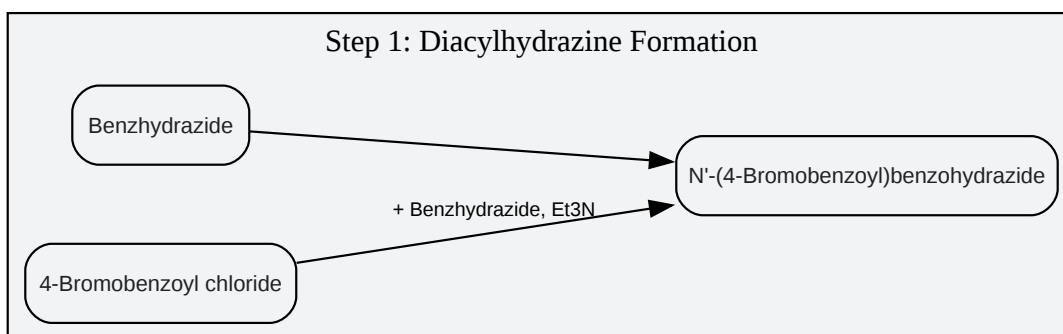 Step 1: Diacylhydrazine Formation
Benzhydrazide
N'-(4-Bromobenzoyl)benzohydrazide
+ Benzhydrazide, Et3N
4-Bromobenzoyl chloride